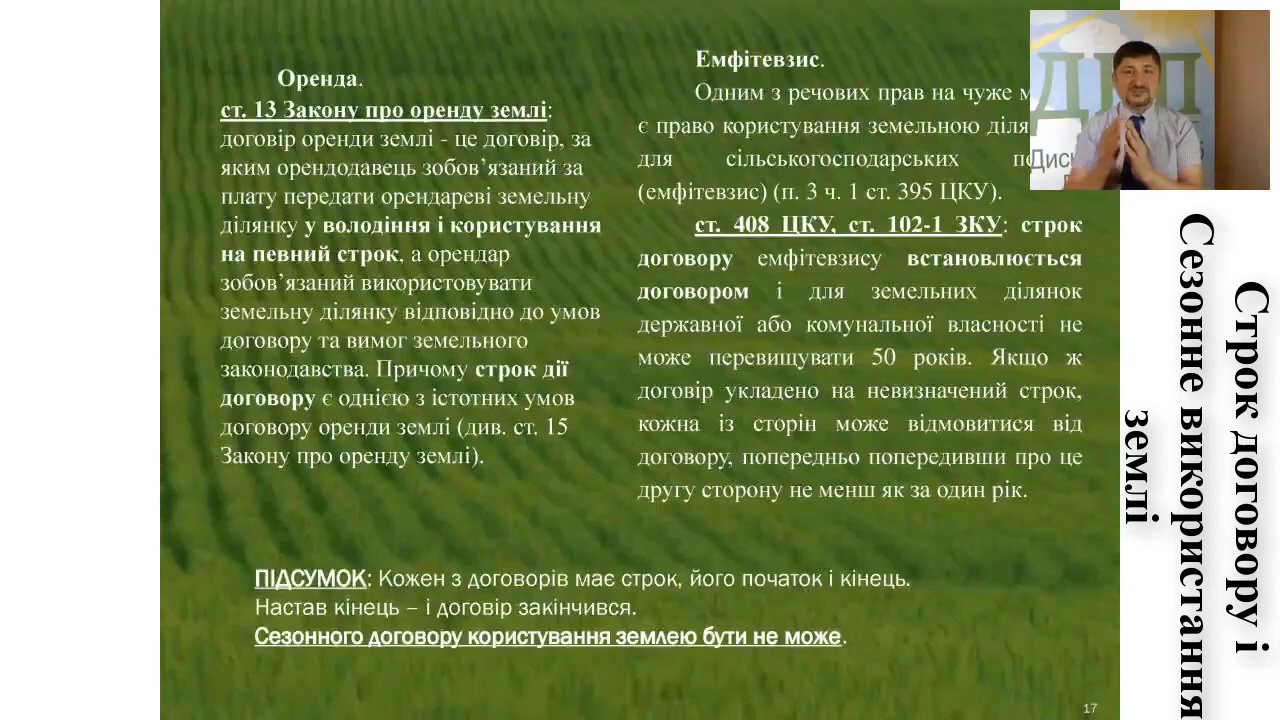 Оренда.
ст. 13 Закону про оренду землі:
договір оренди землі - це договір, за
яким орендодавець зобов’язаний за
плату передати орендареві земельну
ділянку у володіння і користування
на певний строк, а орендар
зобов’язаний використовувати
земельну ділянку відповідно до умов
договору та вимог земельного
законодавства. Причому строк дії
договору є однією з істотних умов
договору оренди землі (див. ст. 15
Закону про оренду землі).
Емфітевзис.
Одним з речових прав на чуже
є право користування земельною
для сільськогосподарських
(емфітевзис) (п. 3 ч. 1 ст. 395 ЦКУ).
ст. 408 ЦКУ, ст. 102-1 ЗКУ: строк
договору емфітевзису встановлюється
договором і для земельних ділянок
державної або комунальної власності не
може перевищувати 50 років. Якщо ж
договір укладено на невизначений строк,
кожна із сторін може відмовитися від
договору, попередньо попередивши про це
другу сторону не менш як за один рік.
ПІДСУМОК: Кожен з договорів має строк, його початок і кінець.
Настав кінець – і договір закінчився.
Сезонного договору користування землею бути не може.
Строк договору і
Сезонне використання
землі
17